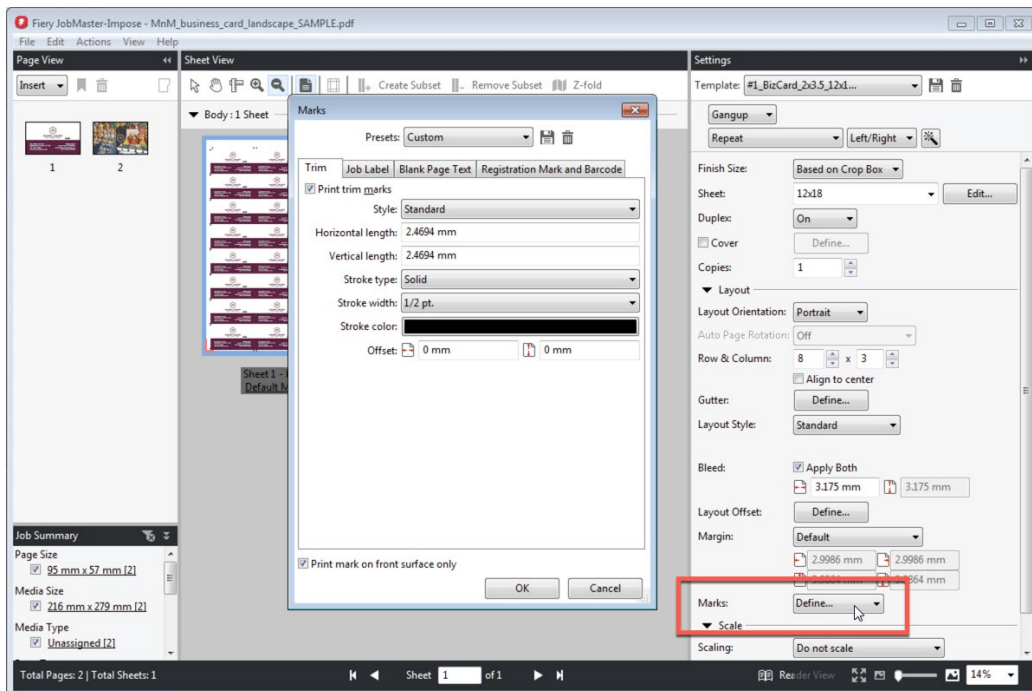 Fiery JobMaster-Impose - MnM_business_card_landscape_SAMPLE.pdf
File Edit Actions View Help
Page View
Insert
1 2
Job Summary
Page Size
95 mm x 57 mm [2]
Media Size
216 mm x 279 mm [2]
Media Type
Unassigned [2]
Sheet View
Create Subset Remove Subset Z-fold
Body : 1 Sheet
Sheet 1 -
Default M
Marks
Presets: Custom
Trim Job Label Blank Page Text Registration Mark and Barcode
Print trim marks
Style: Standard
Horizontal length: 2.4694 mm
Vertical length: 2.4694 mm
Stroke type: Solid
Stroke width: 1/2 pt.
Stroke color:
Offset: 0 mm 0 mm
Print mark on front surface only
OK Cancel
Settings
Template: #1_BizCard_2x3.5_12x1...
Gangup
Repeat Left/Right
Finish Size: Based on Crop Box
Sheet: 12x18 Edit...
Duplex: On
Cover Define...
Copies: 1
Layout
Layout Orientation: Portrait
Auto Page Rotation: Off
Row & Column: 8 x 3
Align to center
Gutter: Define...
Layout Style: Standard
Bleed: Apply Both
3.175 mm 3.175 mm
Layout Offset: Define...
Margin: Default
2.9986 mm 2.9986 mm
Marks: Define...
Scale
Scaling: Do not scale
Total Pages: 2 | Total Sheets: 1 Sheet 1 of 1 Reader View 14%